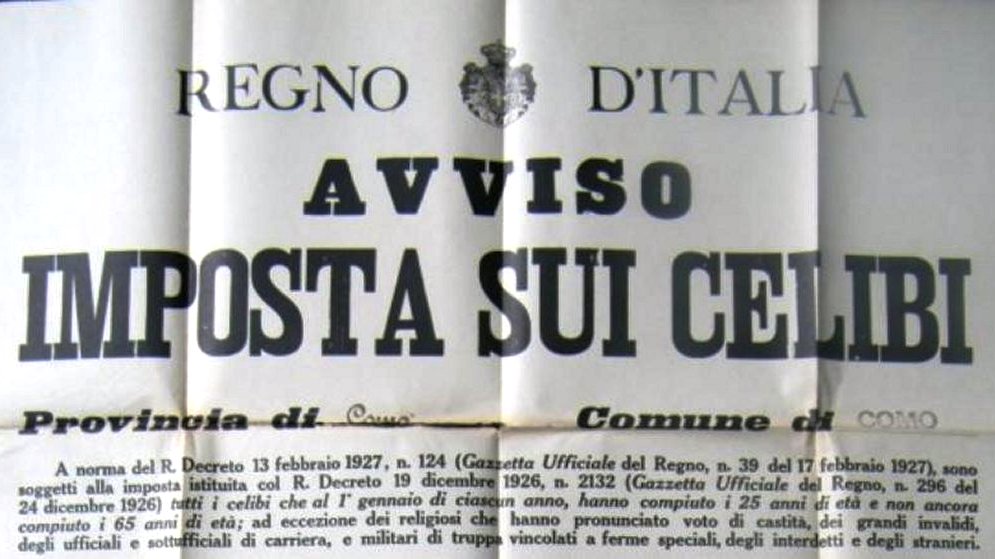 REGNO D'ITALIA
AVVISO
IMPOSTA SUI CELIBI
Provincia di Como Comune di COMO
A norma del R. Decreto 13 febbraio 1927, n. 124 (Gazzetta Ufficiale del Regno, n. 39 del 17 febbraio 1927), sono
soggetti alla imposta istituita col R. Decreto 19 dicembre 1926, n. 2132 (Gazzetta Ufficiale del Regno, n. 296 del
24 dicembre 1926) tutti i celibi che al 1° gennaio di ciascun anno, hanno compiuto i 25 anni di età e non ancora
compiuto i 65 anni di età; ad eccezione dei religiosi che hanno pronunciato voto di castità, dei grandi invalidi,
degli ufficiali e sottufficiali di carriera, e militari di truppa vincolati a ferme speciali, degli interdetti e degli stranieri.